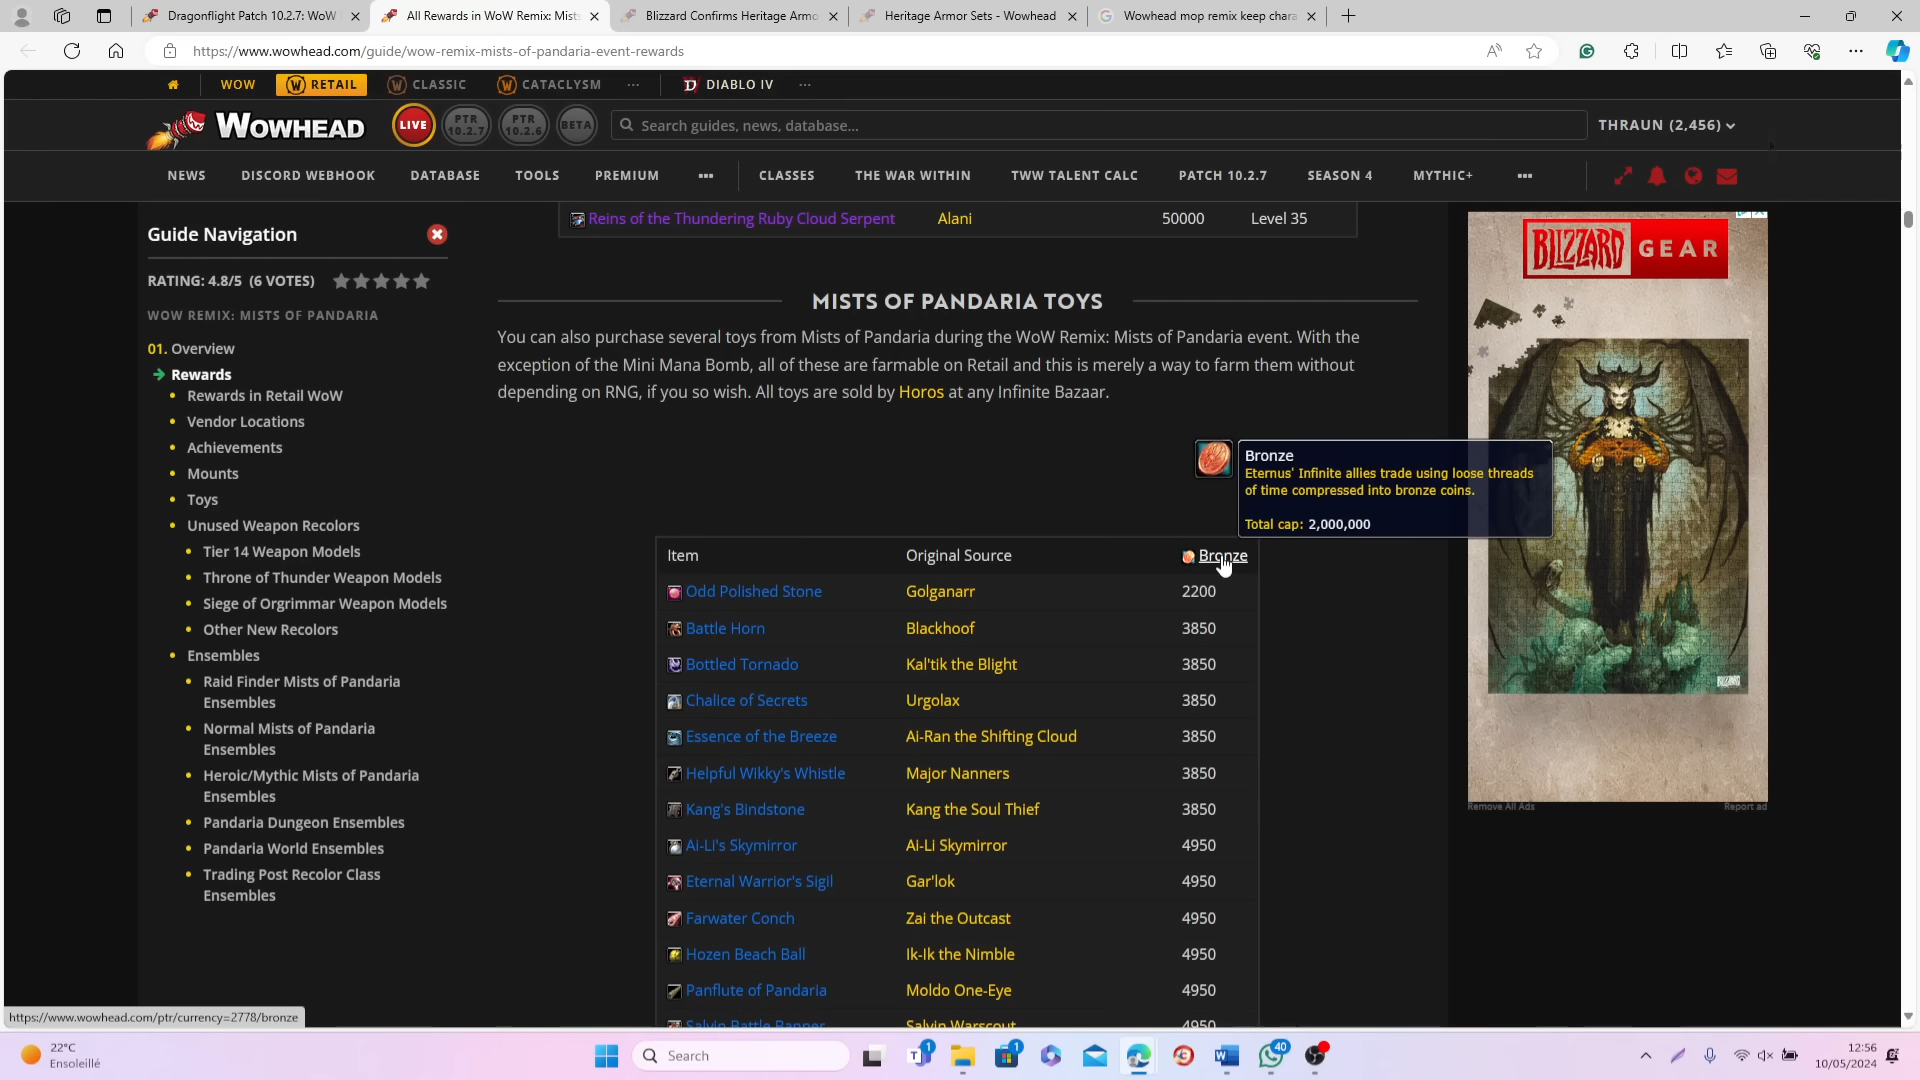 Dragonflight Patch 10.2.7: WoW
All Rewards in WoW Remix: Mists
Blizzard Confirms Heritage Armo
Heritage Armor Sets - Wowhead
Wowhead mop remix keep chara
https://www.wowhead.com/guide/wow-remix-mists-of-pandaria-event-rewards
WOW
RETAIL
CLASSIC
CATACLYSM
DIABLO IV
WOWHEAD
LIVE
PTR 10.2.7
PTR 10.2.6
BETA
Search guides, news, database...
THRAUN (2,456)
NEWS
DISCORD WEBHOOK
DATABASE
TOOLS
PREMIUM
CLASSES
THE WAR WITHIN
TWW TALENT CALC
PATCH 10.2.7
SEASON 4
MYTHIC+
Guide Navigation
RATING: 4.8/5 (6 VOTES)
WOW REMIX: MISTS OF PANDARIA
01. Overview
Rewards
Rewards in Retail WoW
Vendor Locations
Achievements
Mounts
Toys
Unused Weapon Recolors
Tier 14 Weapon Models
Throne of Thunder Weapon Models
Siege of Orgrimmar Weapon Models
Other New Recolors
Ensembles
Raid Finder Mists of Pandaria
Ensembles
Normal Mists of Pandaria
Ensembles
Heroic/Mythic Mists of Pandaria
Ensembles
Pandaria Dungeon Ensembles
Pandaria World Ensembles
Trading Post Recolor Class
Ensembles
Reins of the Thundering Ruby Cloud Serpent Alani 50000 Level 35
MISTS OF PANDARIA TOYS
You can also purchase several toys from Mists of Pandaria during the WoW Remix: Mists of Pandaria event. With the
exception of the Mini Mana Bomb, all of these are farmable on Retail and this is merely a way to farm them without
depending on RNG, if you so wish. All toys are sold by Horos at any Infinite Bazaar.
Bronze
Eternus' Infinite allies trade using loose threads
of time compressed into bronze coins.
Total cap: 2,000,000
Item Original Source Bronze
Odd Polished Stone Golganarr 2200
Battle Horn Blackhoof 3850
Bottled Tornado Kal'tik the Blight 3850
Chalice of Secrets Urgolax 3850
Essence of the Breeze Ai-Ran the Shifting Cloud 3850
Helpful Wikky's Whistle Major Nanners 3850
Kang's Bindstone Kang the Soul Thief 3850
Ai-Li's Skymirror Ai-Li Skymirror 4950
Eternal Warrior's Sigil Gar'lok 4950
Farwater Conch Zai the Outcast 4950
Hozen Beach Ball Ik-Ik the Nimble 4950
Panflute of Pandaria Moldo One-Eye 4950
Salyin Battle Banner Salyin Warscout 4950
BLIZZARD GEAR
BLIZZARD
Remove All Ads
Report ad
https://www.wowhead.com/ptr/currency=2778/bronze
22°C
Ensoleillé
Search
1
1
40
12:56
10/05/2024